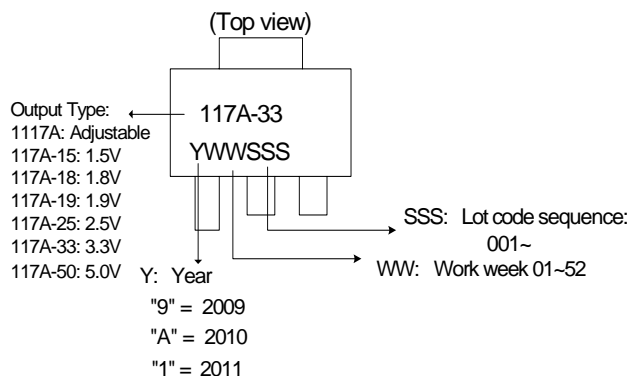 (Top view)
Output Type:
1117A: Adjustable
117A-15: 1.5V
117A-18: 1.8V
117A-19: 1.9V
117A-25: 2.5V
117A-33: 3.3V
117A-50: 5.0V
117A-33
YWWSSS
SSS: Lot code sequence:
001~
WW: Work week 01~52
Y: Year
"9" = 2009
"A" = 2010
"1" = 2011